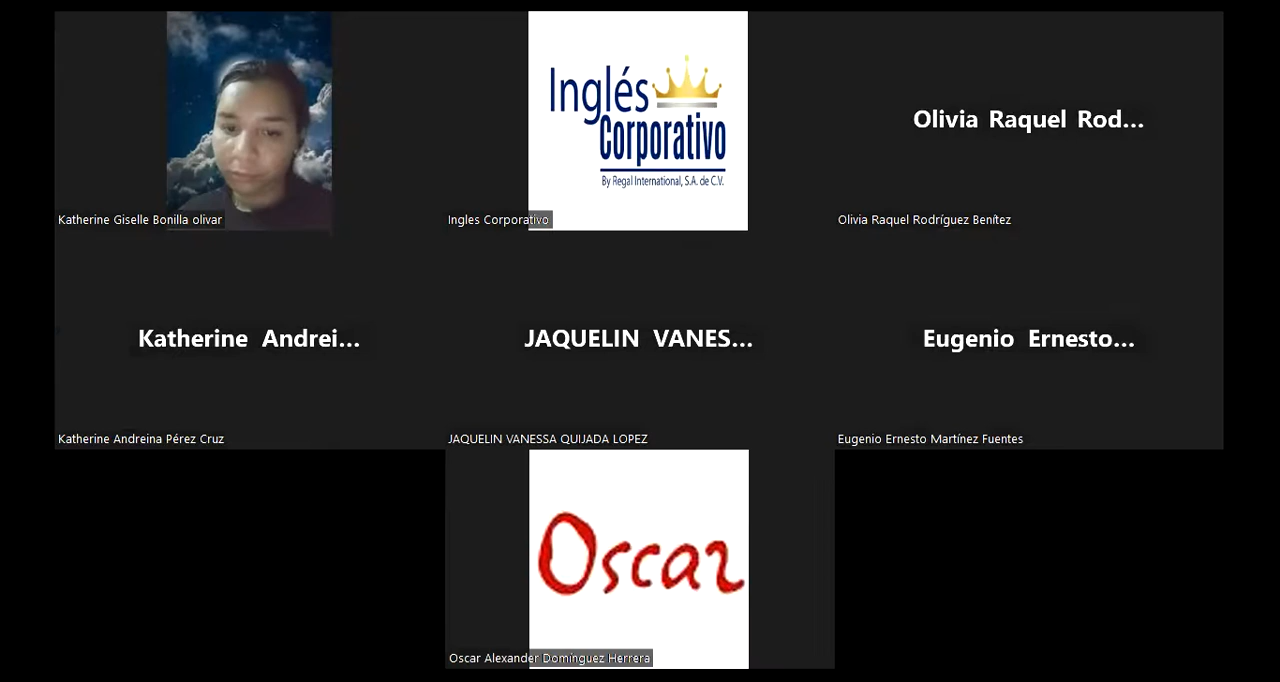 Inglés
Corporativo
By Regal International, S.A. de C.V.
Olivia Raquel Rod...
Katherine Giselle Bonilla olivar
Ingles Corporativo
Olivia Raquel Rodríguez Benítez
Katherine Andrei...
JAQUELIN VANES...
Eugenio Ernesto...
Katherine Andreina Pérez Cruz
JAQUELIN VANESSA QUIJADA LOPEZ
Eugenio Ernesto Martínez Fuentes
Oscar
Oscar Alexander Domínguez Herrera